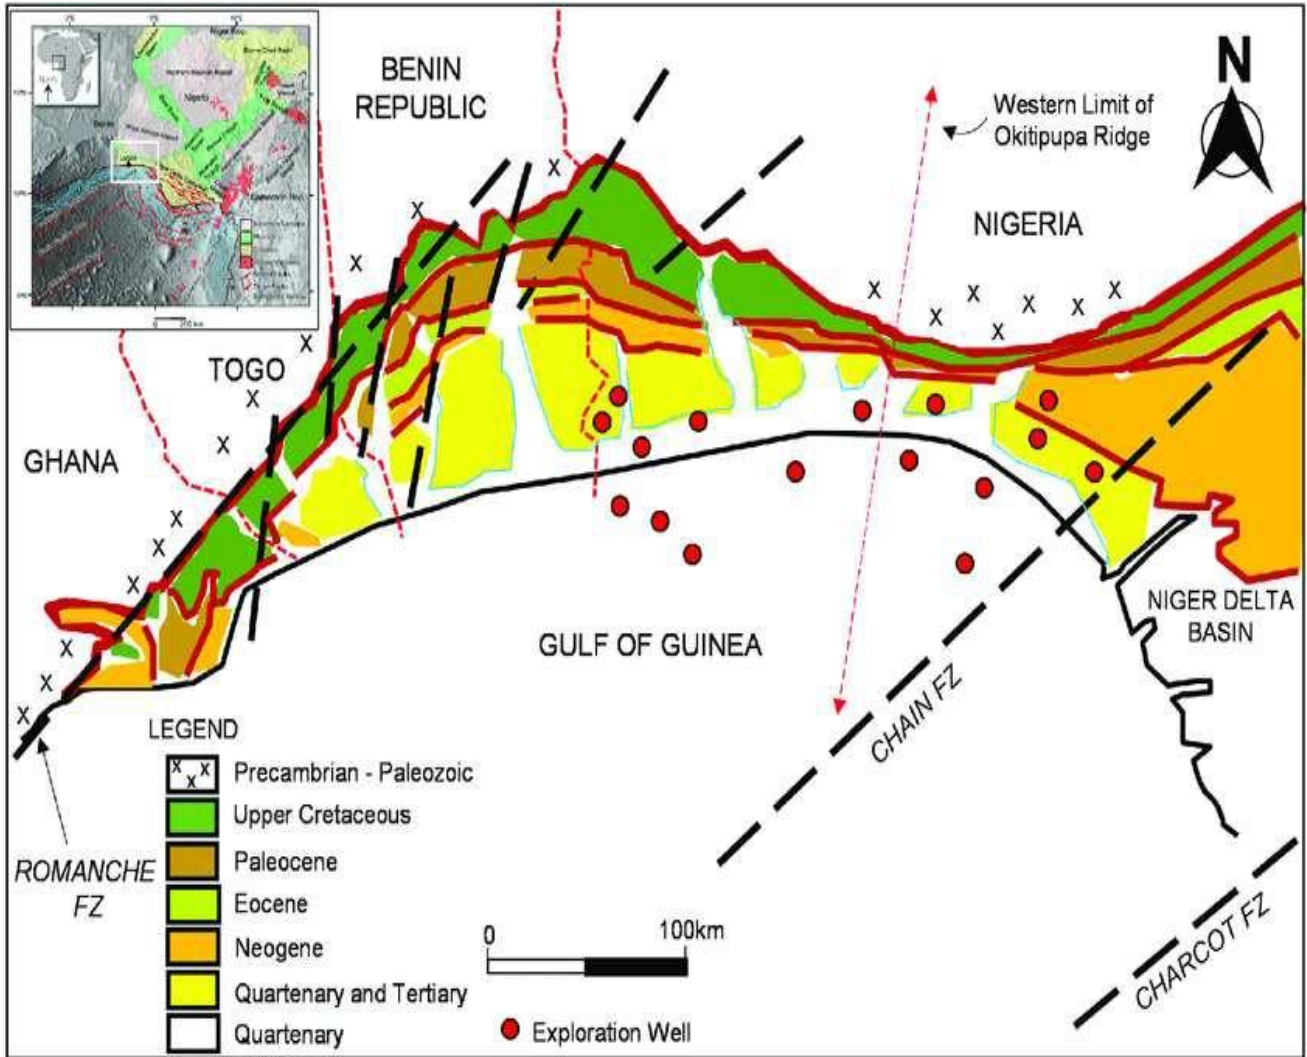 BENIN
REPUBLIC
N
Western Limit of
Okitipupa Ridge
NIGERIA
TOGO
GHANA
GULF OF GUINEA
NIGER DELTA
BASIN
CHAIN FZ
CHARCOT FZ
ROMANCHE
FZ
LEGEND
X X X X Precambrian - Paleozoic
Upper Cretaceous
Paleocene
Eocene
Neogene
Quartenary and Tertiary
Quartenary
0 100km
Exploration Well
Nigeria